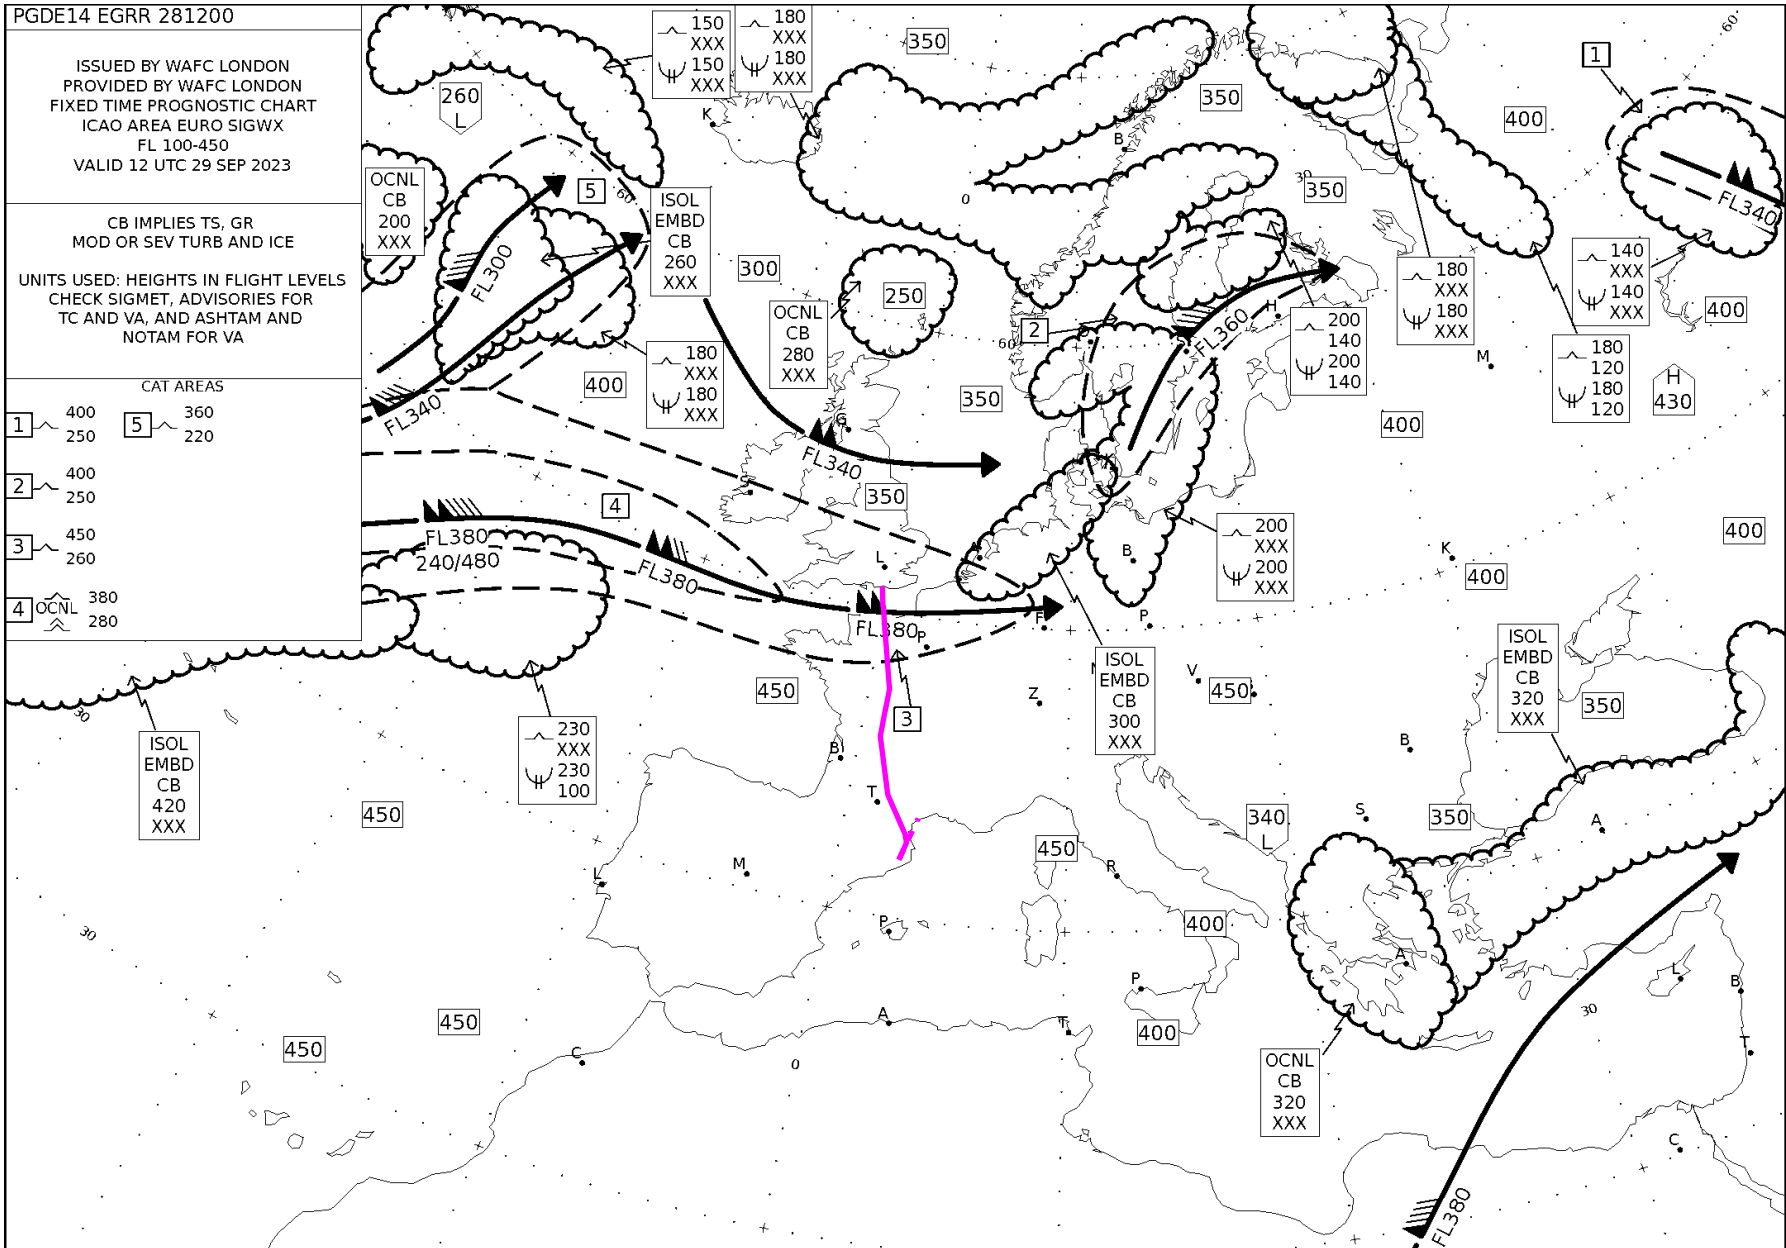 PGDE14 EGRR 281200
ISSUED BY WAFC LONDON
PROVIDED BY WAFC LONDON
FIXED TIME PROGNOSTIC CHART
ICAO AREA EURO SIGWX
FL 100-450
VALID 12 UTC 29 SEP 2023
CB IMPLIES TS, GR
MOD OR SEV TURB AND ICE
UNITS USED: HEIGHTS IN FLIGHT LEVELS
CHECK SIGMET, ADVISORIES FOR
TC AND VA, AND ASHTAM AND
NOTAM FOR VA
CAT AREAS
1 400
250
5 360
220
2 400
250
3 450
260
4 OCNL 380
280
260
L
150
XXX
150
XXX
180
XXX
180
XXX
350
K
B
350
400
1
60
OCNL
CB
200
XXX
5
60
FL300
ISOL
EMBD
CB
260
XXX
0
30
350
FL340
300
250
OCNL
CB
280
XXX
2
60
H
FL360
200
140
200
140
180
XXX
180
XXX
140
XXX
140
XXX
400
M
180
120
180
120
H
430
FL340
180
XXX
180
XXX
400
350
400
G
FL340
S
350
K
4
FL380
240/480
FL380
L
A
B
200
XXX
200
XXX
K
400
400
FL380
P
F
P
ISOL
EMBD
CB
300
XXX
V
450
ISOL
EMBD
CB
320
XXX
350
450
Z
3
30
ISOL
EMBD
CB
420
XXX
230
XXX
230
100
B
B
450
T
340
L
S
350
A
450
M
L
R
P
400
A
30
P
L
B
450
450
A
T
400
30
T
C
0
OCNL
CB
320
XXX
C
FL380